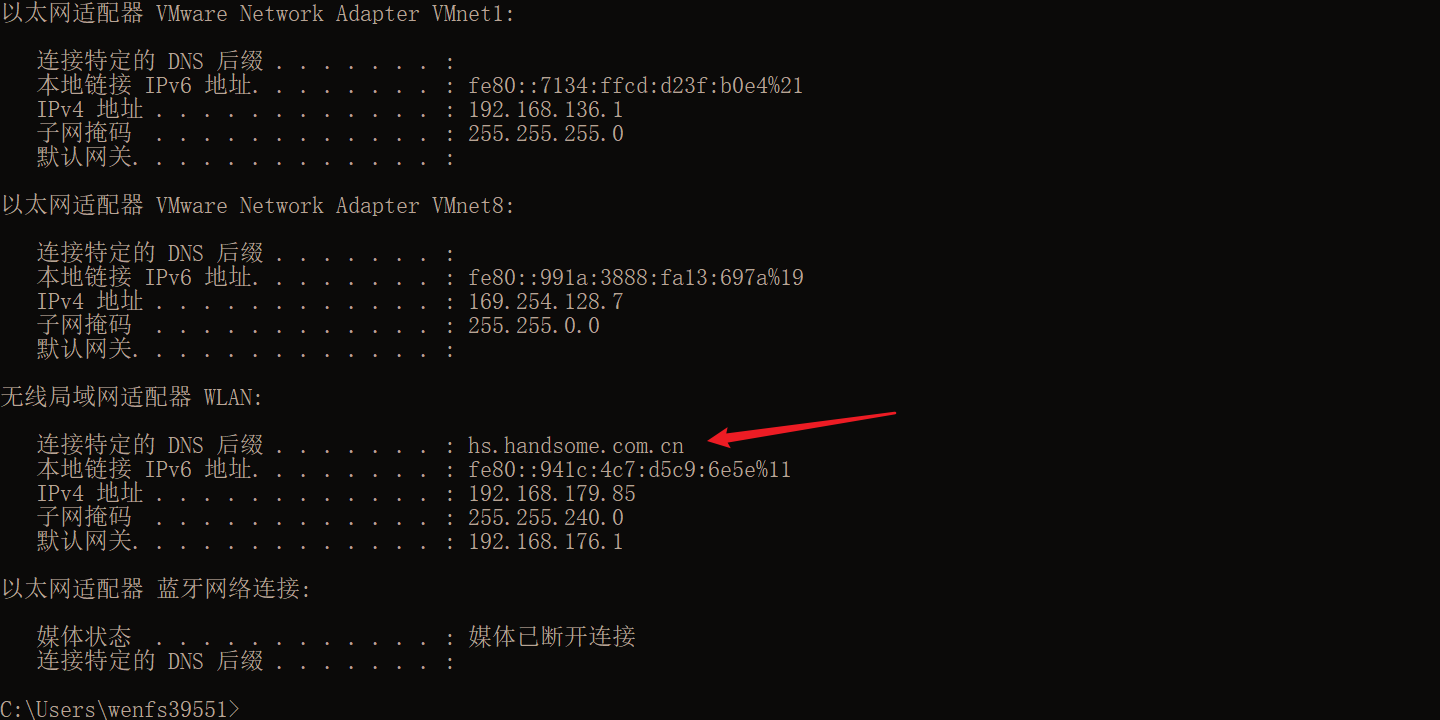 以太网适配器 VMware Network Adapter VMnet1:
连接特定的 DNS 后缀 . . . . . . . :
本地链接 IPv6 地址. . . . . . . . : fe80::7134:ffcd:d23f:b0e4%21
IPv4 地址 . . . . . . . . . . . . : 192.168.136.1
子网掩码  . . . . . . . . . . . . : 255.255.255.0
默认网关. . . . . . . . . . . . . :
以太网适配器 VMware Network Adapter VMnet8:
连接特定的 DNS 后缀 . . . . . . . :
本地链接 IPv6 地址. . . . . . . . : fe80::991a:3888:fa13:697a%19
IPv4 地址 . . . . . . . . . . . . : 169.254.128.7
子网掩码  . . . . . . . . . . . . : 255.255.0.0
默认网关. . . . . . . . . . . . . :
无线局域网适配器 WLAN:
连接特定的 DNS 后缀 . . . . . . . : hs.handsome.com.cn
本地链接 IPv6 地址. . . . . . . . : fe80::941c:4c7:d5c9:6e5e%11
IPv4 地址 . . . . . . . . . . . . : 192.168.179.85
子网掩码  . . . . . . . . . . . . : 255.255.240.0
默认网关. . . . . . . . . . . . . : 192.168.176.1
以太网适配器 蓝牙网络连接:
媒体状态  . . . . . . . . . . . . : 媒体已断开连接
连接特定的 DNS 后缀 . . . . . . . :
C:\Users\wenfs39551>